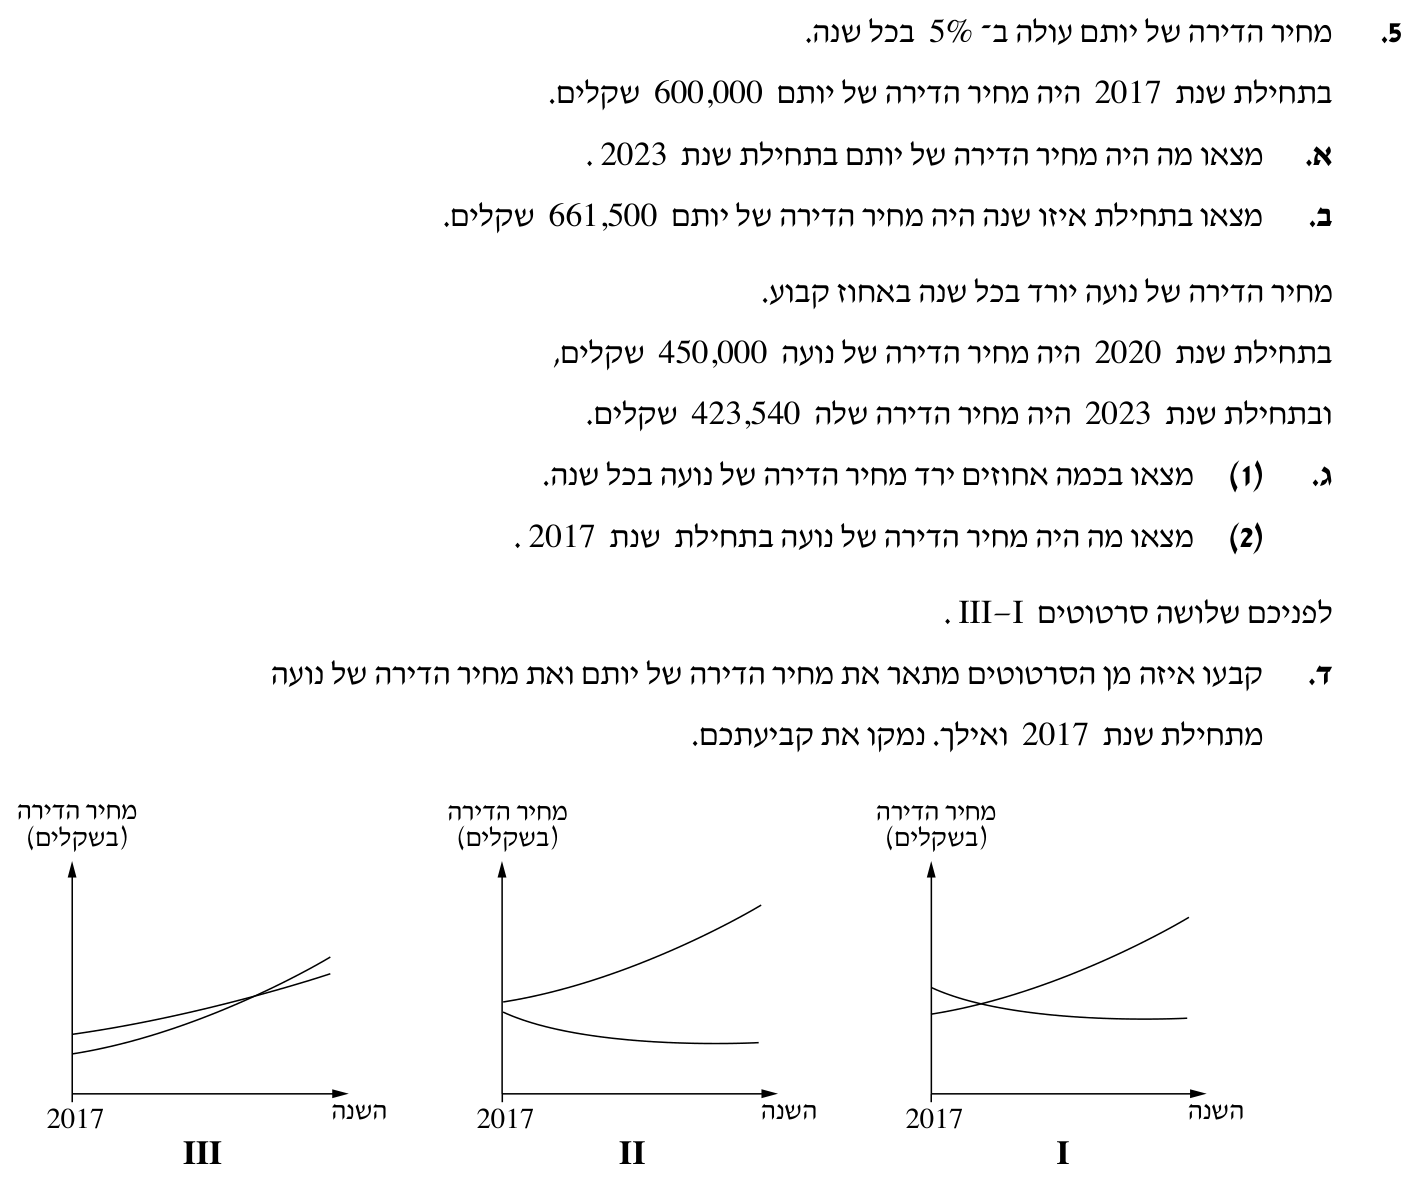 5. מחיר הדירה של יותם עולה ב־ 5% בכל שנה.
בתחילת שנת 2017 היה מחיר הדירה של יותם 600,000 שקלים.
א. מצאו מה היה מחיר הדירה של יותם בתחילת שנת 2023 .
ב. מצאו בתחילת איזו שנה היה מחיר הדירה של יותם 661,500 שקלים.
מחיר הדירה של נועה יורד בכל שנה באחוז קבוע.
בתחילת שנת 2020 היה מחיר הדירה של נועה 450,000 שקלים,
ובתחילת שנת 2023 היה מחיר הדירה שלה 423,540 שקלים.
ג. (1) מצאו בכמה אחוזים ירד מחיר הדירה של נועה בכל שנה.
(2) מצאו מה היה מחיר הדירה של נועה בתחילת שנת 2017 .
לפניכם שלושה סרטוטים I–III .
ד. קבעו איזה מן הסרטוטים מתאר את מחיר הדירה של יותם ואת מחיר הדירה של נועה
מתחילת שנת 2017 ואילך. נמקו את קביעתכם.
מחיר הדירה
(בשקלים)
השנה
2017
I
מחיר הדירה
(בשקלים)
השנה
2017
II
מחיר הדירה
(בשקלים)
השנה
2017
III